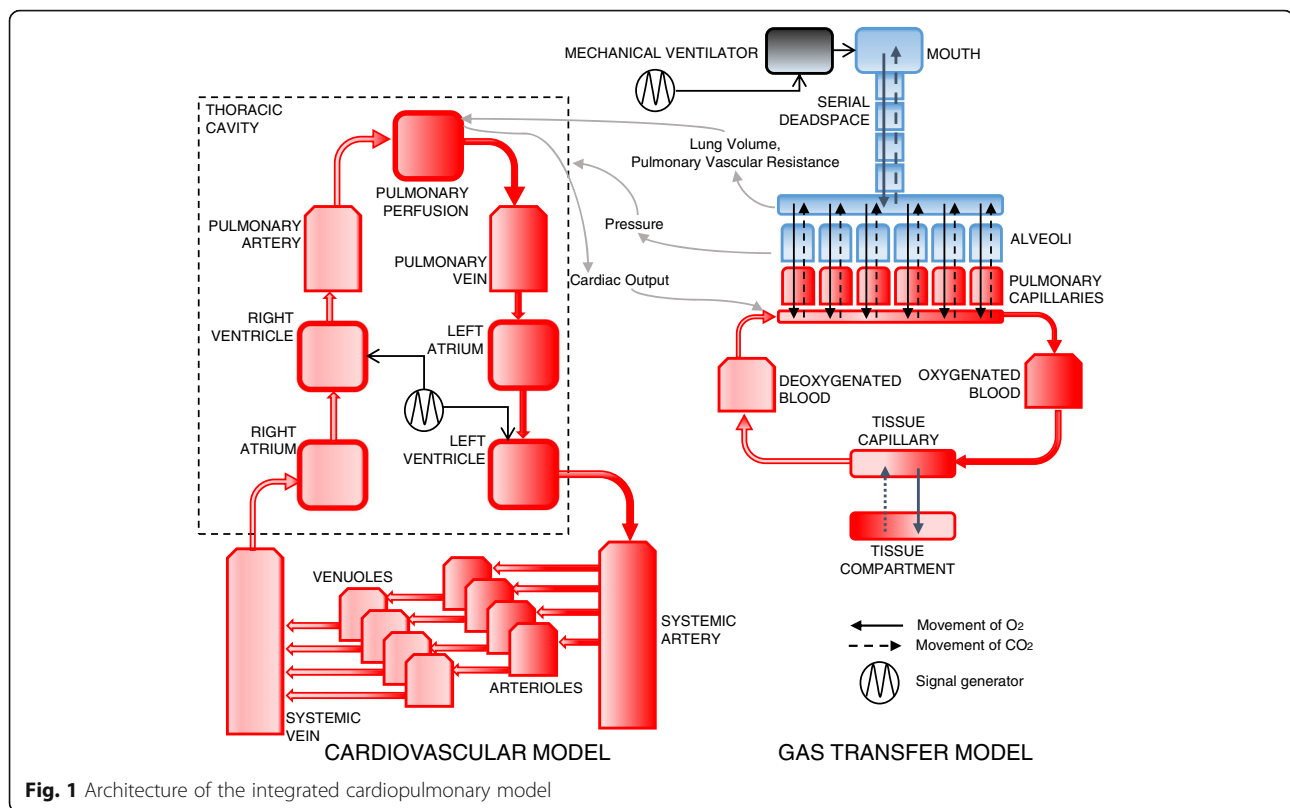 MECHANICAL VENTILATOR
MOUTH
THORACIC
CAVITY
SERIAL
DEADSPACE
Lung Volume,
Pulmonary Vascular Resistance
PULMONARY
PERFUSION
PULMONARY
ARTERY
Pressure
ALVEOLI
PULMONARY
VEIN
Cardiac Output
PULMONARY
CAPILLARIES
RIGHT
VENTRICLE
LEFT
ATRIUM
DEOXYGENATED
BLOOD
OXYGENATED
BLOOD
TISSUE
CAPILLARY
RIGHT
ATRIUM
LEFT
VENTRICLE
TISSUE
COMPARTMENT
VENUOLES
SYSTEMIC
ARTERY
Movement of O2
Movement of CO2
Signal generator
ARTERIOLES
SYSTEMIC
VEIN
CARDIOVASCULAR MODEL
GAS TRANSFER MODEL
Fig. 1 Architecture of the integrated cardiopulmonary model